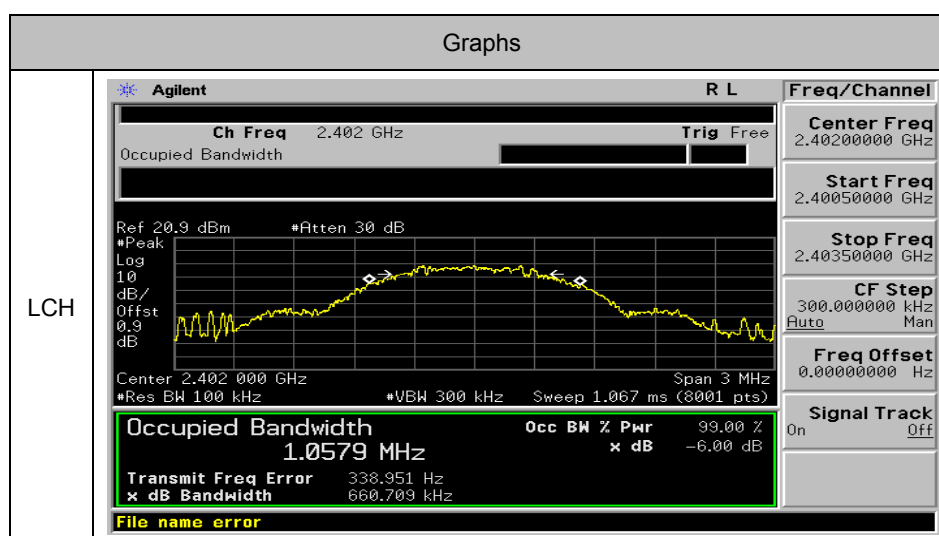 Graphs
LCH
Agilent
R L
Freq/Channel
Ch Freq 2.402 GHz
Trig Free
Occupied Bandwidth
Center Freq
2.40200000 GHz
Start Freq
2.40050000 GHz
Stop Freq
2.40350000 GHz
CF Step
300.000000 kHz
Auto Man
Freq Offset
0.00000000 Hz
Signal Track
On Off
Ref 20.9 dBm
#Atten 30 dB
#Peak
Log
10
dB/
Offst
0.9
dB
Center 2.402 000 GHz
Span 3 MHz
#Res BW 100 kHz
#VBW 300 kHz
Sweep 1.067 ms (8001 pts)
Occupied Bandwidth
1.0579 MHz
Occ BW % Pwr 99.00 %
x dB -6.00 dB
Transmit Freq Error 338.951 Hz
x dB Bandwidth 660.709 kHz
File name error